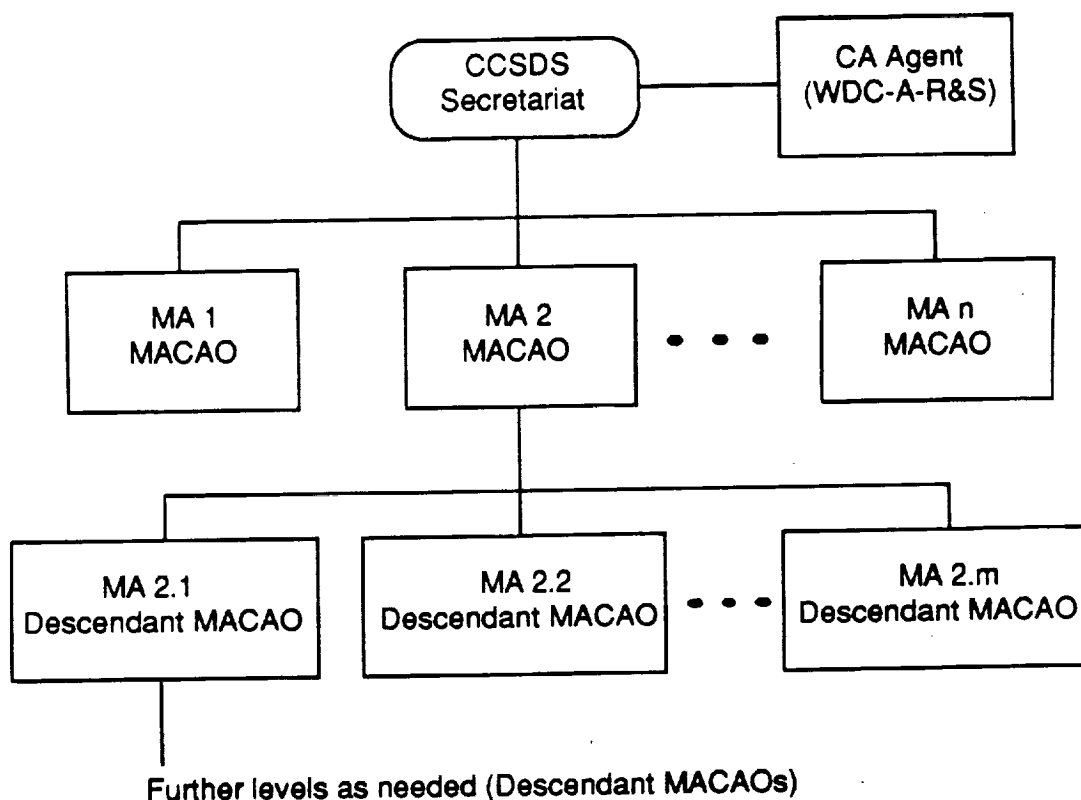 CCSDS
Secretariat
CA Agent
(WDC-A-R&S)
MA 1
MACAO
MA 2
MACAO
MA n
MACAO
MA 2.1
Descendant MACAO
MA 2.2
Descendant MACAO
MA 2.m
Descendant MACAO
Further levels as needed (Descendant MACAOs)